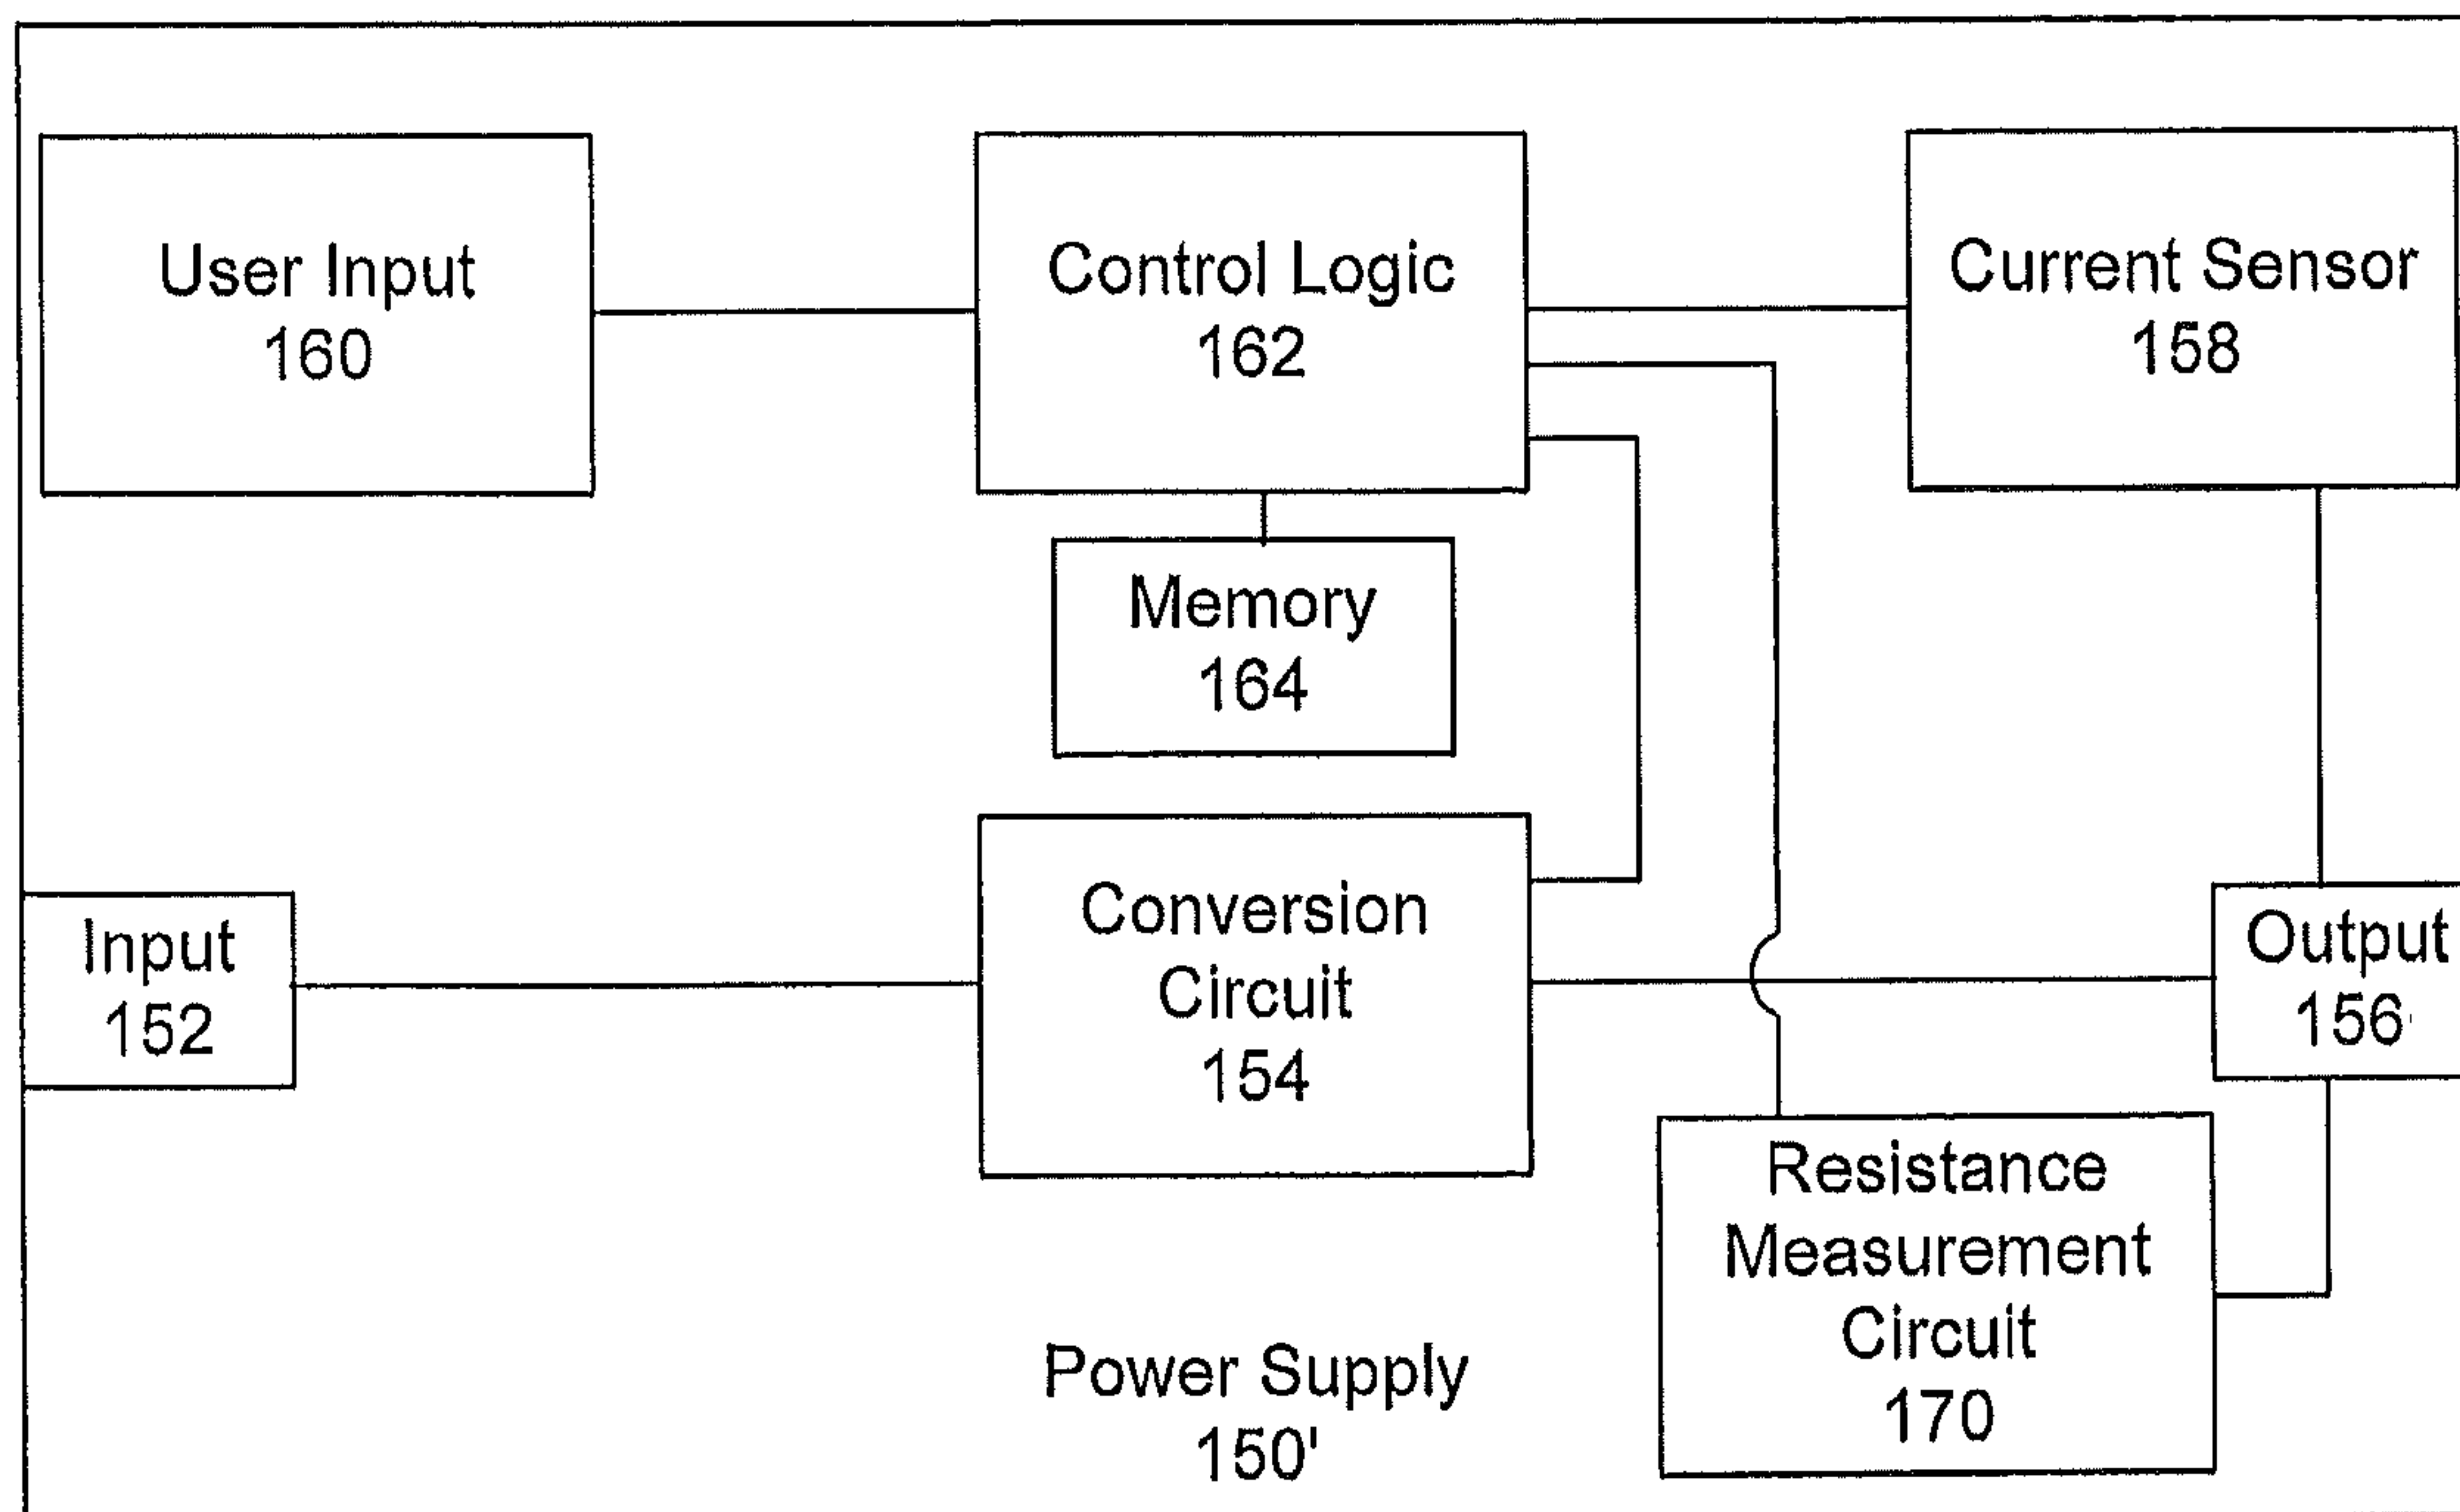 User Input
160
Control Logic
162
Current Sensor
158
Memory
164
Input
152
Conversion
Circuit
154
Output
156
Resistance
Measurement
Circuit
170
Power Supply
150'